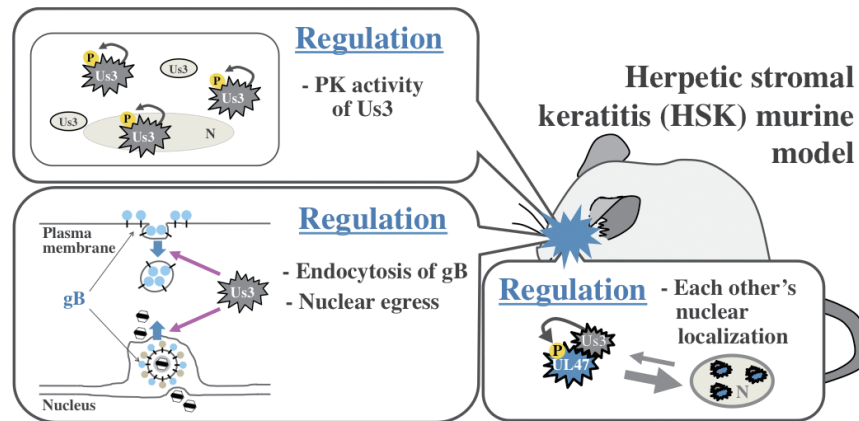 Regulation
- PK activity
of Us3
P
Us3
Us3
P
Us3
Us3
P
Us3
N
Herpetic stromal
keratitis (HSK) murine
model
Regulation
- Endocytosis of gB
- Nuclear egress
Plasma
membrane
gB
Us3
Nucleus
Regulation
- Each other's
nuclear
localization
P
Us3
UL47
N